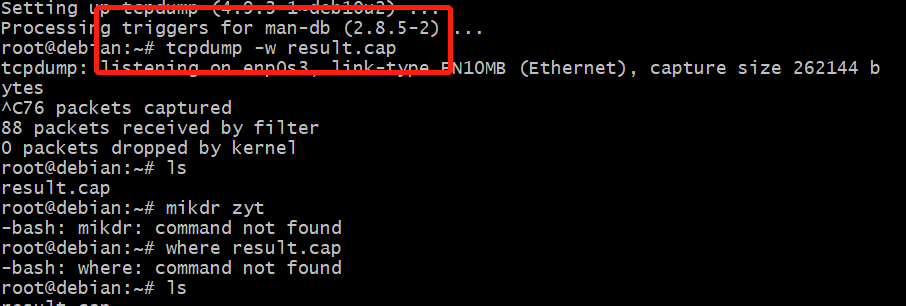 Setting up tcpdump (4.9.3-1~deb10u2) ...
Processing triggers for man-db (2.8.5-2) ...
root@debian:~# tcpdump -w result.cap
tcpdump: listening on enp0s3, link-type EN10MB (Ethernet), capture size 262144 b
ytes
^C76 packets captured
88 packets received by filter
0 packets dropped by kernel
root@debian:~# ls
result.cap
root@debian:~# mikdr zyt
-bash: mikdr: command not found
root@debian:~# where result.cap
-bash: where: command not found
root@debian:~# ls
result.cap